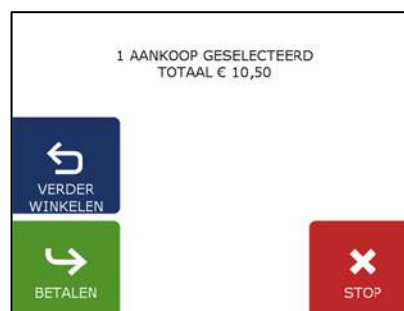 1 AANKOOP GESELECTEERD
TOTAAL € 10,50
VERDER
WINKELEN
BETALEN
STOP